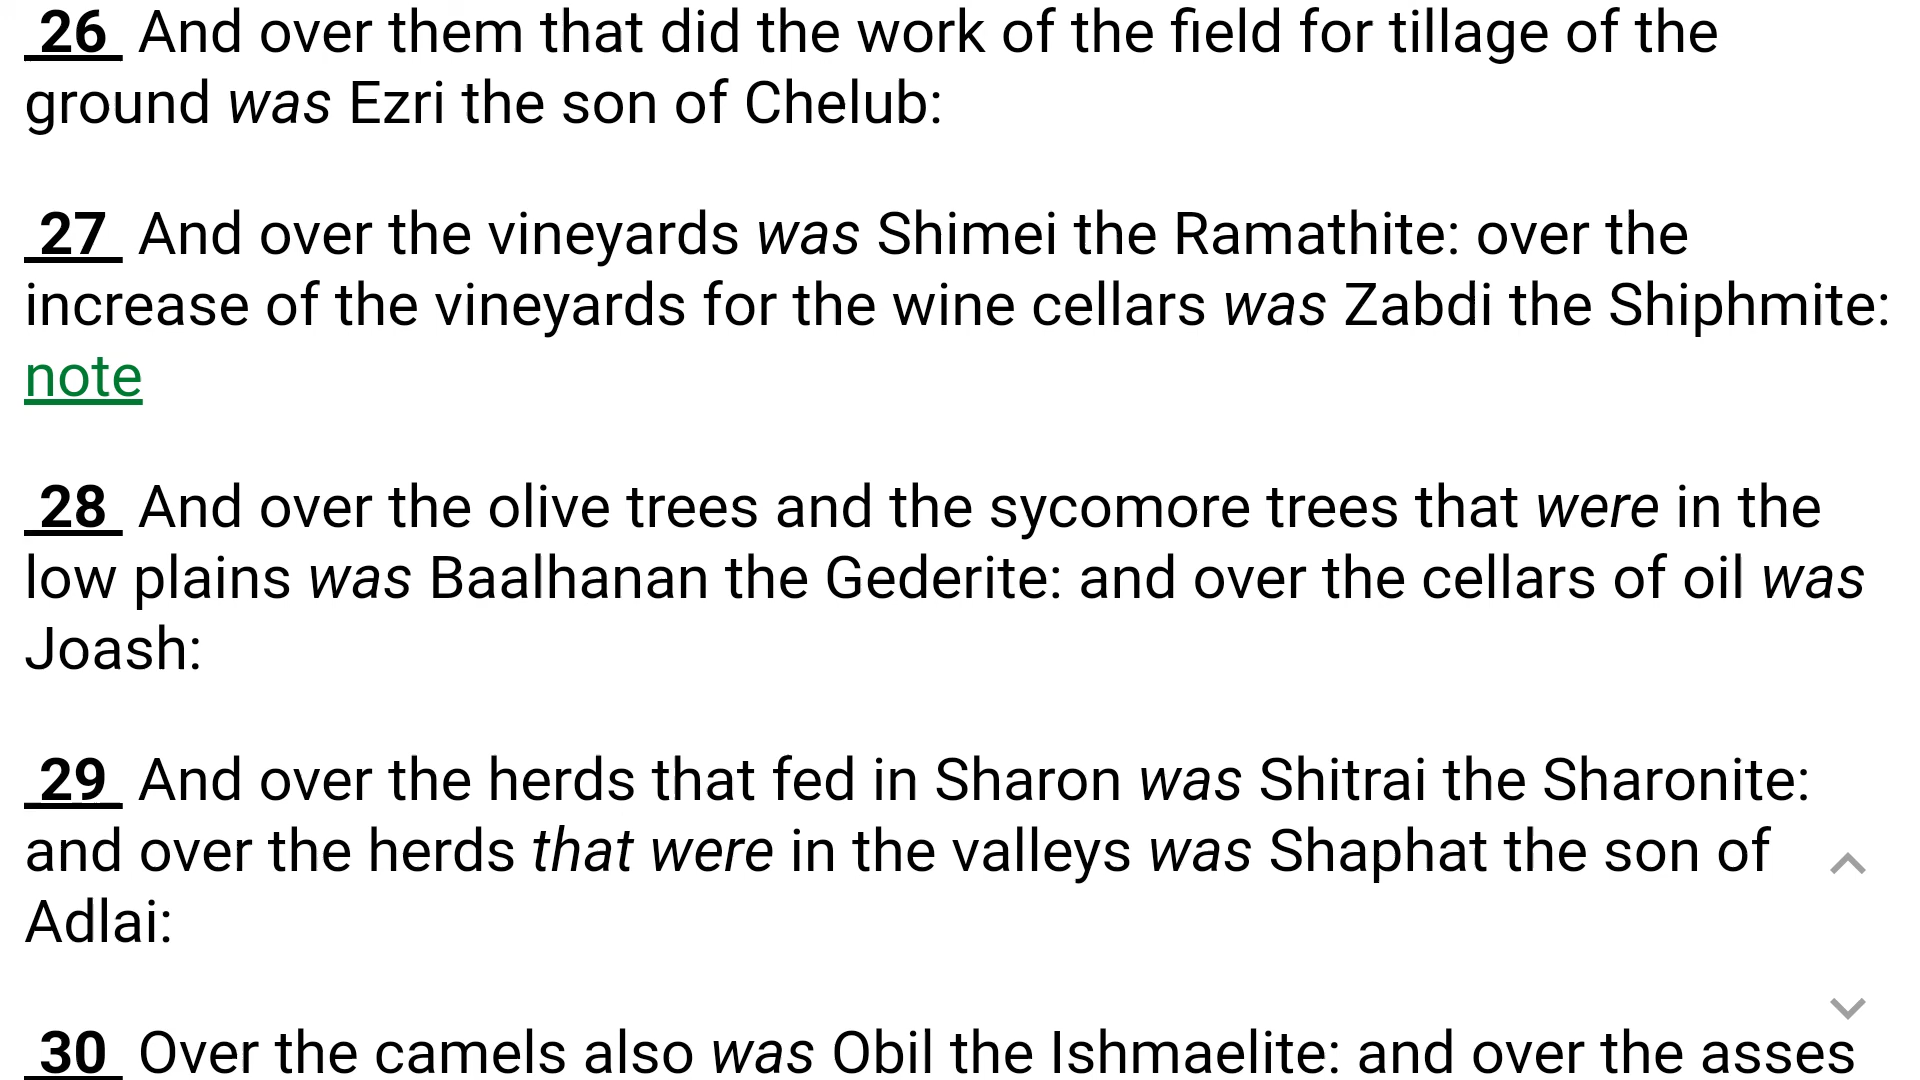 26 And over them that did the work of the field for tillage of the
ground was Ezri the son of Chelub:
27 And over the vineyards was Shimei the Ramathite: over the
increase of the vineyards for the wine cellars was Zabdi the Shiphmite:
note
28 And over the olive trees and the sycomore trees that were in the
low plains was Baalhanan the Gederite: and over the cellars of oil was
Joash:
29 And over the herds that fed in Sharon was Shitrai the Sharonite:
and over the herds that were in the valleys was Shaphat the son of
Adlai:
30 Over the camels also was Obil the Ishmaelite: and over the asses